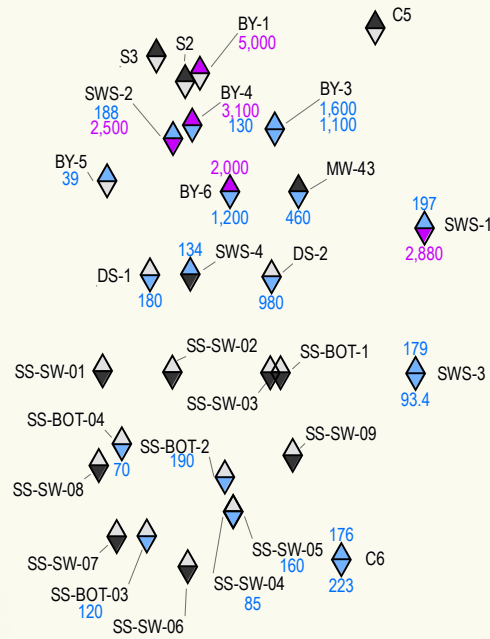 C5
BY-1
5,000
S2
S3
SWS-2
188
2,500
BY-4
3,100
130
BY-3
1,600
1,100
BY-5
39
2,000
BY-6
1,200
MW-43
460
197
SWS-1
2,880
134
SWS-4
DS-2
DS-1
180
980
SS-SW-02
SS-BOT-1
SS-SW-01
SS-SW-03
179
SWS-3
93.4
SS-BOT-04
70
SS-BOT-2
190
SS-SW-09
SS-SW-08
SS-SW-07
SS-SW-05
160
SS-BOT-03
120
SS-SW-04
85
176
C6
223
SS-SW-06